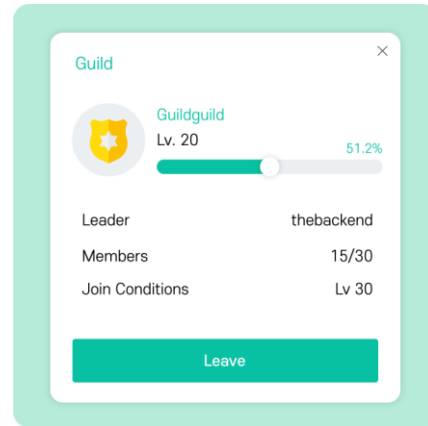 Guild
Guildguild
Lv. 20
51.2%
Leader thebackend
Members 15/30
Join Conditions Lv 30
Leave